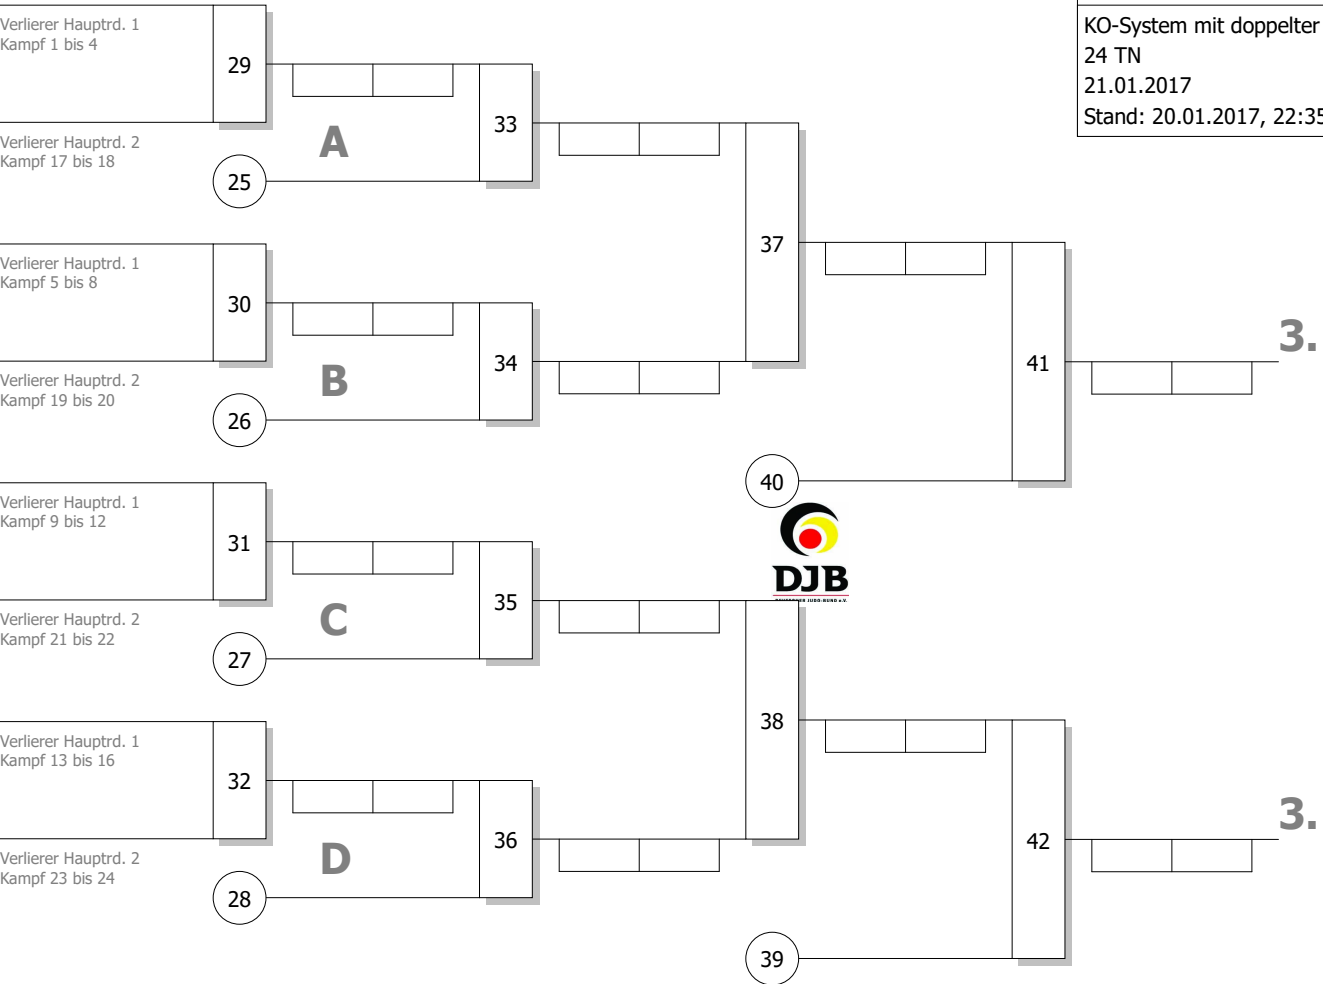 KO-System mit doppelter
24 TN
21.01.2017
Stand: 20.01.2017, 22:35
Verlierer Hauptrd. 1
Kampf 1 bis 4
29
33
A
Verlierer Hauptrd. 2
Kampf 17 bis 18
25
37
Verlierer Hauptrd. 1
Kampf 5 bis 8
30
34
B
Verlierer Hauptrd. 2
Kampf 19 bis 20
26
41
3.
40
DJB
DEUTSCHER JUDO-BUND e.V.
Verlierer Hauptrd. 1
Kampf 9 bis 12
31
35
C
Verlierer Hauptrd. 2
Kampf 21 bis 22
27
38
Verlierer Hauptrd. 1
Kampf 13 bis 16
32
36
D
Verlierer Hauptrd. 2
Kampf 23 bis 24
28
42
3.
39